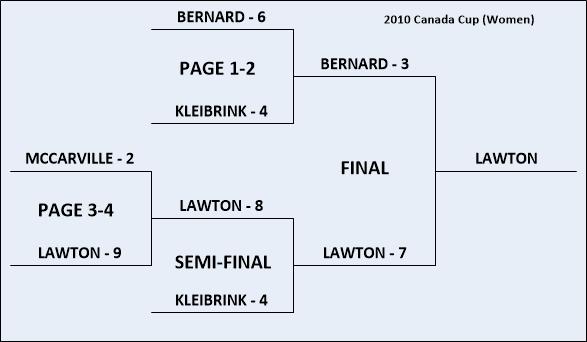 BERNARD - 6
2010 Canada Cup (Women)
PAGE 1-2
BERNARD - 3
KLEIBRINK - 4
MCCARVILLE - 2
FINAL
LAWTON
PAGE 3-4
LAWTON - 8
LAWTON - 9
SEMI-FINAL
LAWTON - 7
KLEIBRINK - 4